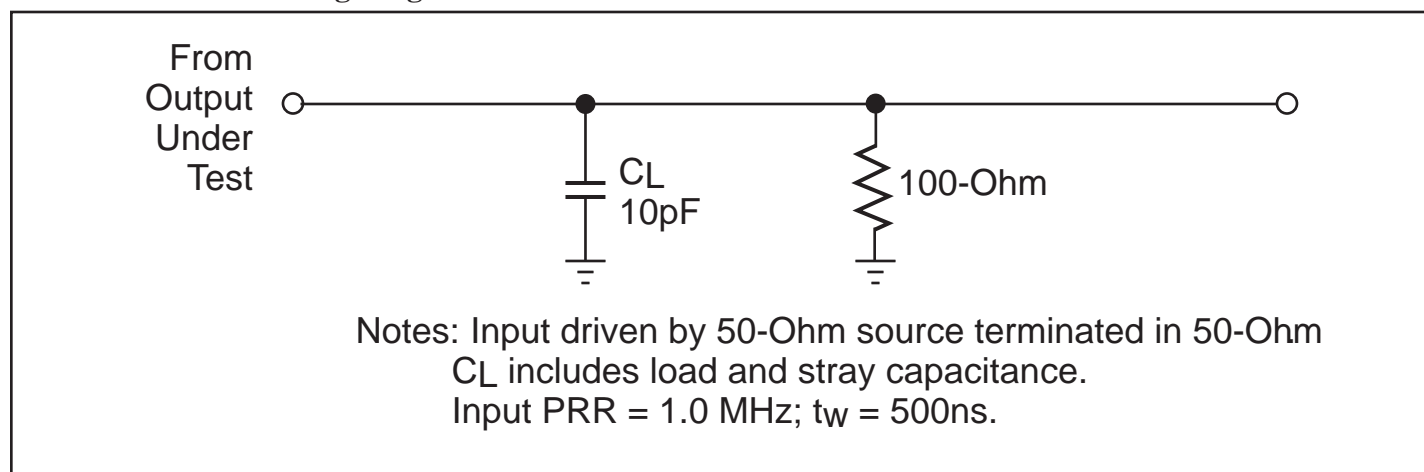 From
Output
Under
Test
CL
10pF
100-Ohm
Notes: Input driven by 50-Ohm source terminated in 50-Ohm
CL includes load and stray capacitance.
Input PRR = 1.0 MHz; tw = 500ns.